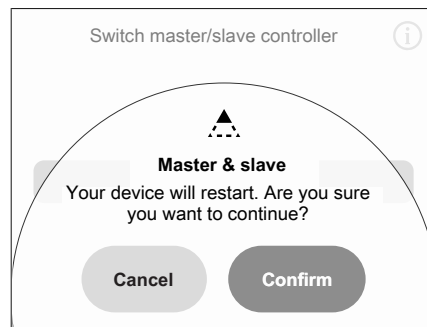 Switch master/slave controller
Master & slave
Your device will restart. Are you sure
you want to continue?
Cancel
Confirm